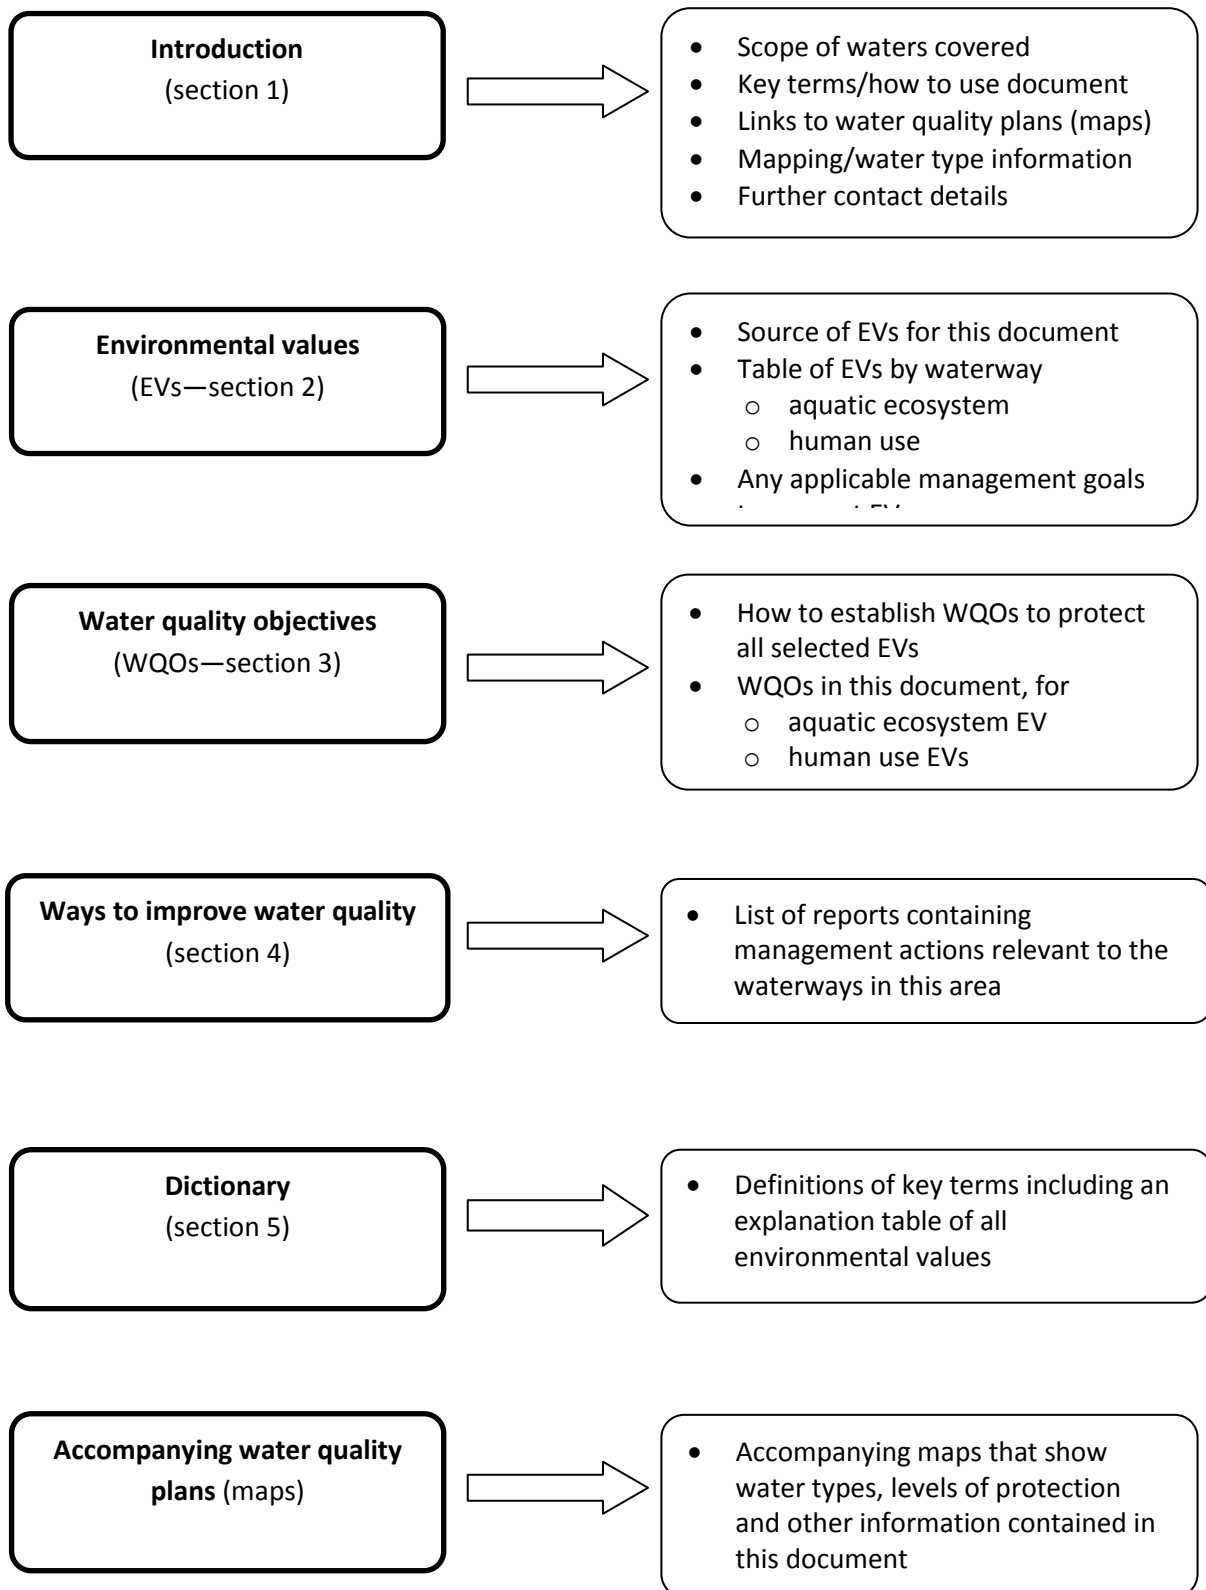 Introduction
(section 1)
• Scope of waters covered
• Key terms/how to use document
• Links to water quality plans (maps)
• Mapping/water type information
• Further contact details
Environmental values
(EVs—section 2)
• Source of EVs for this document
• Table of EVs by waterway
o aquatic ecosystem
o human use
• Any applicable management goals
Water quality objectives
(WQOs—section 3)
• How to establish WQOs to protect
all selected EVs
• WQOs in this document, for
o aquatic ecosystem EV
o human use EVs
Ways to improve water quality
(section 4)
• List of reports containing
management actions relevant to the
waterways in this area
Dictionary
(section 5)
• Definitions of key terms including an
explanation table of all
environmental values
Accompanying water quality
plans (maps)
• Accompanying maps that show
water types, levels of protection
and other information contained in
this document